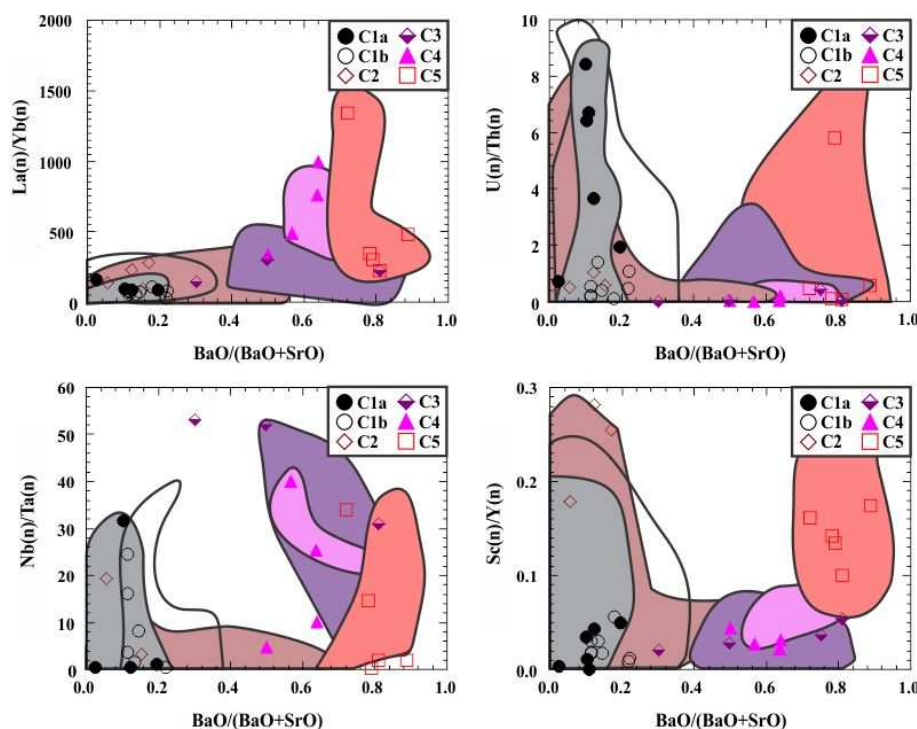 2000
1500
1000
500
0
La(n)/Yb(n)
C1a C3
C1b C4
C2 C5
0.0 0.2 0.4 0.6 0.8 1.0
BaO/(BaO+SrO)
10
8
6
4
2
0
U(n)/Th(n)
C1a C3
C1b C4
C2 C5
0.0 0.2 0.4 0.6 0.8 1.0
BaO/(BaO+SrO)
60
50
40
30
20
10
0
Nb(n)/Ta(n)
C1a C3
C1b C4
C2 C5
0.0 0.2 0.4 0.6 0.8 1.0
BaO/(BaO+SrO)
0.3
0.2
0.1
0.0
Sc(n)/Y(n)
C1a C3
C1b C4
C2 C5
0.0 0.2 0.4 0.6 0.8 1.0
BaO/(BaO+SrO)